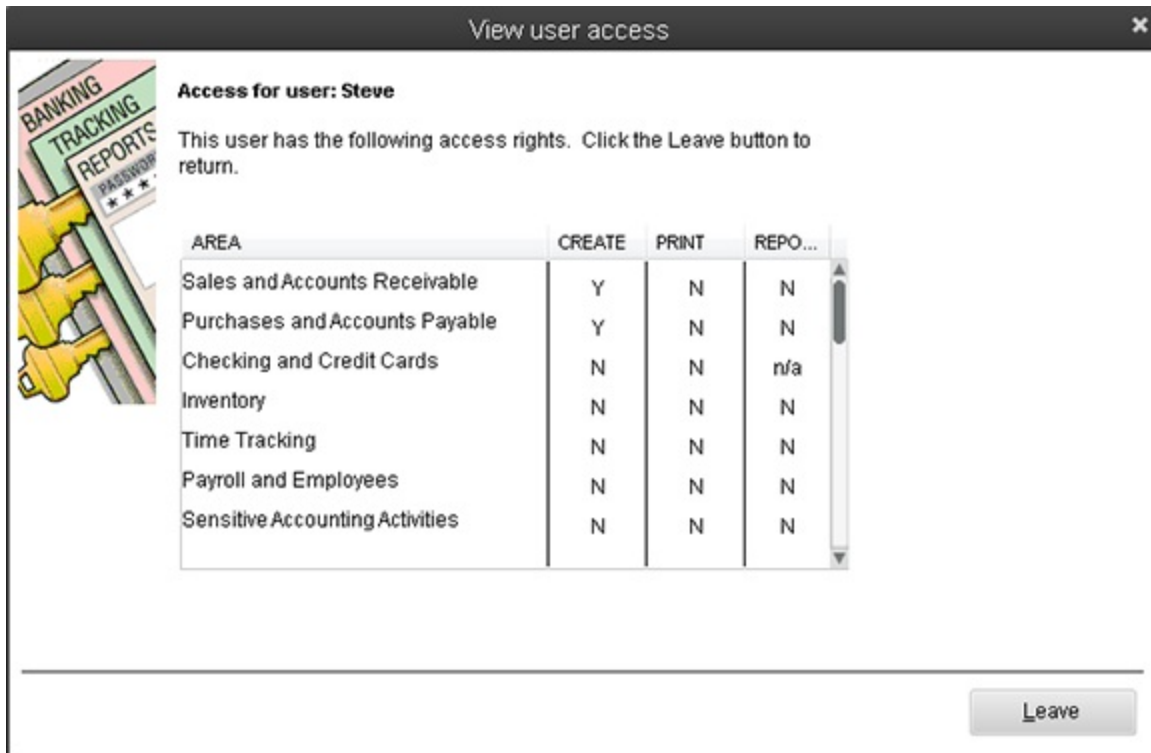 View user access
BANKING
TRACKING
REPORTS
***
Access for user: Steve
This user has the following access rights. Click the Leave button to
return.
AREA CREATE PRINT REPO...
Sales and Accounts Receivable Y N N
Purchases and Accounts Payable Y N N
Checking and Credit Cards N N n/a
Inventory N N N
Time Tracking N N N
Payroll and Employees N N N
Sensitive Accounting Activities N N N
Leave